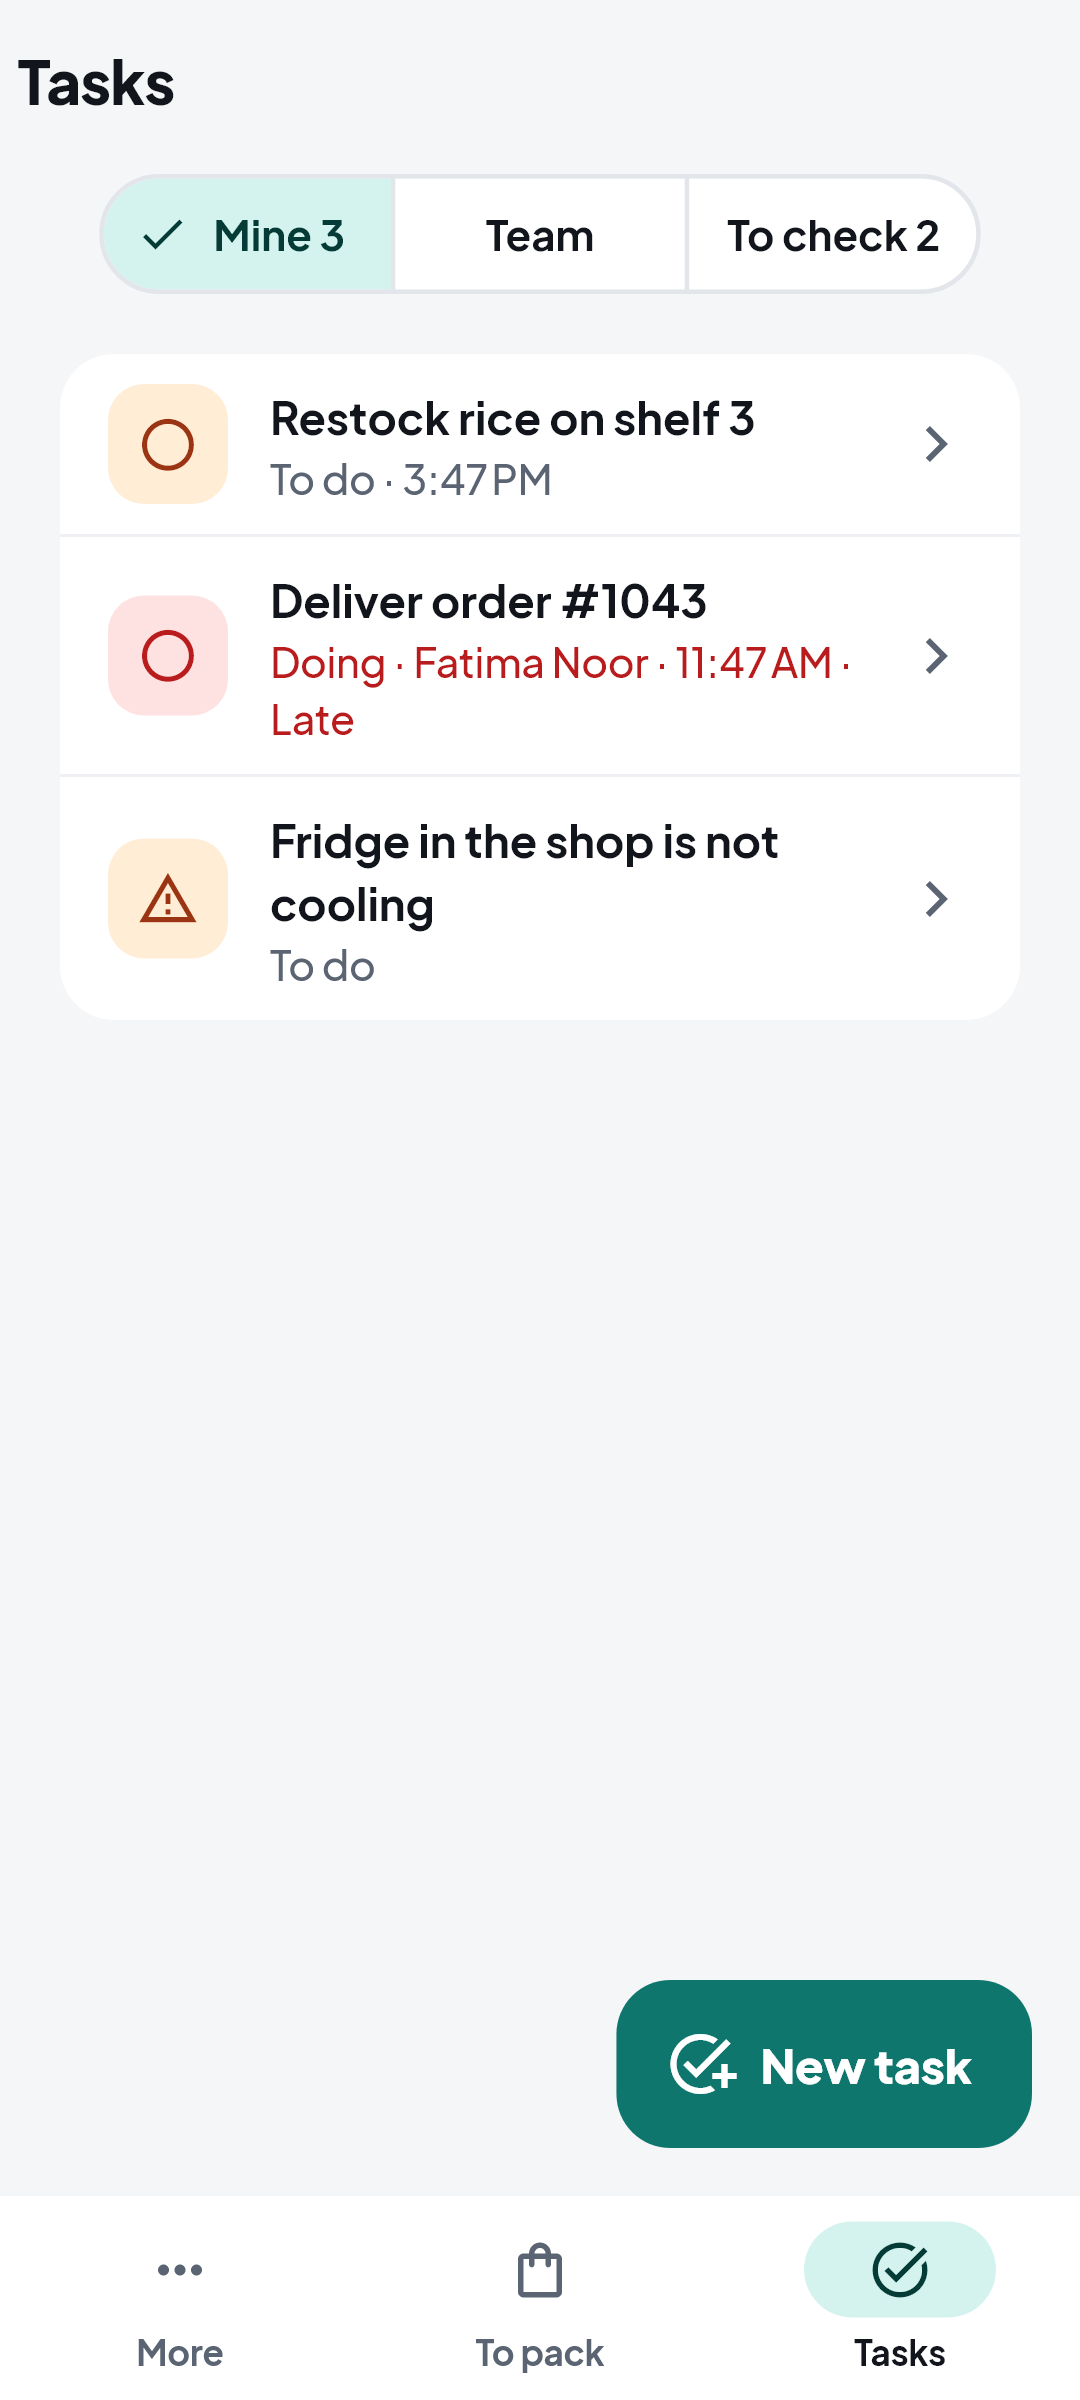 Tasks
Mine 3
Team
To check 2
Restock rice on shelf 3
To do · 3:47 PM
Deliver order #1043
Doing · Fatima Noor · 11:47 AM ·
Late
Fridge in the shop is not
cooling
To do
New task
More
To pack
Tasks